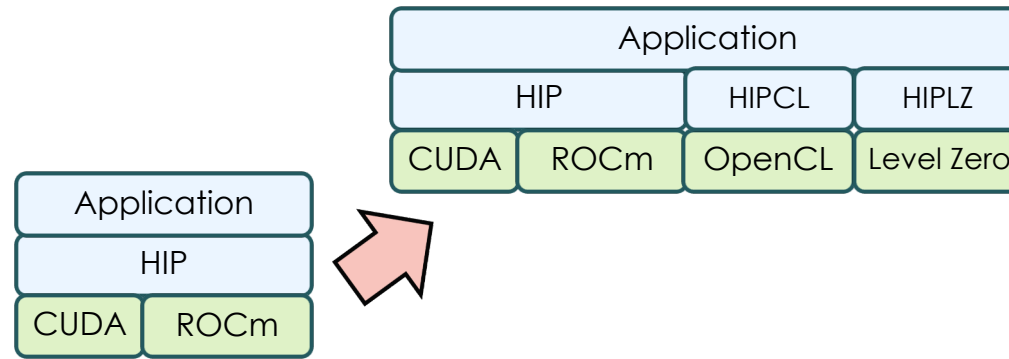 Application
HIP HIPCL HIPLZ
CUDA ROCm OpenCL Level Zero
Application
HIP
CUDA ROCm